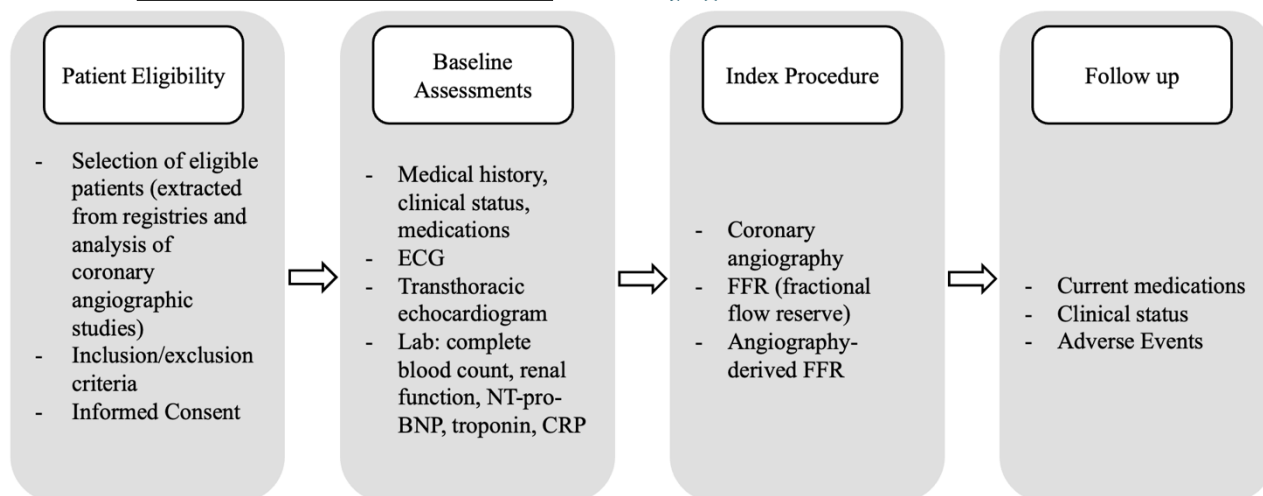 Patient Eligibility
- Selection of eligible
patients (extracted
from registries and
analysis of
coronary
angiographic
studies)
- Inclusion/exclusion
criteria
- Informed Consent
Baseline
Assessments
- Medical history,
clinical status,
medications
- ECG
- Transthoracic
echocardiogram
- Lab: complete
blood count, renal
function, NT-pro-
BNP, troponin, CRP
Index Procedure
- Coronary
angiography
- FFR (fractional
flow reserve)
- Angiography-
derived FFR
Follow up
- Current medications
- Clinical status
- Adverse Events